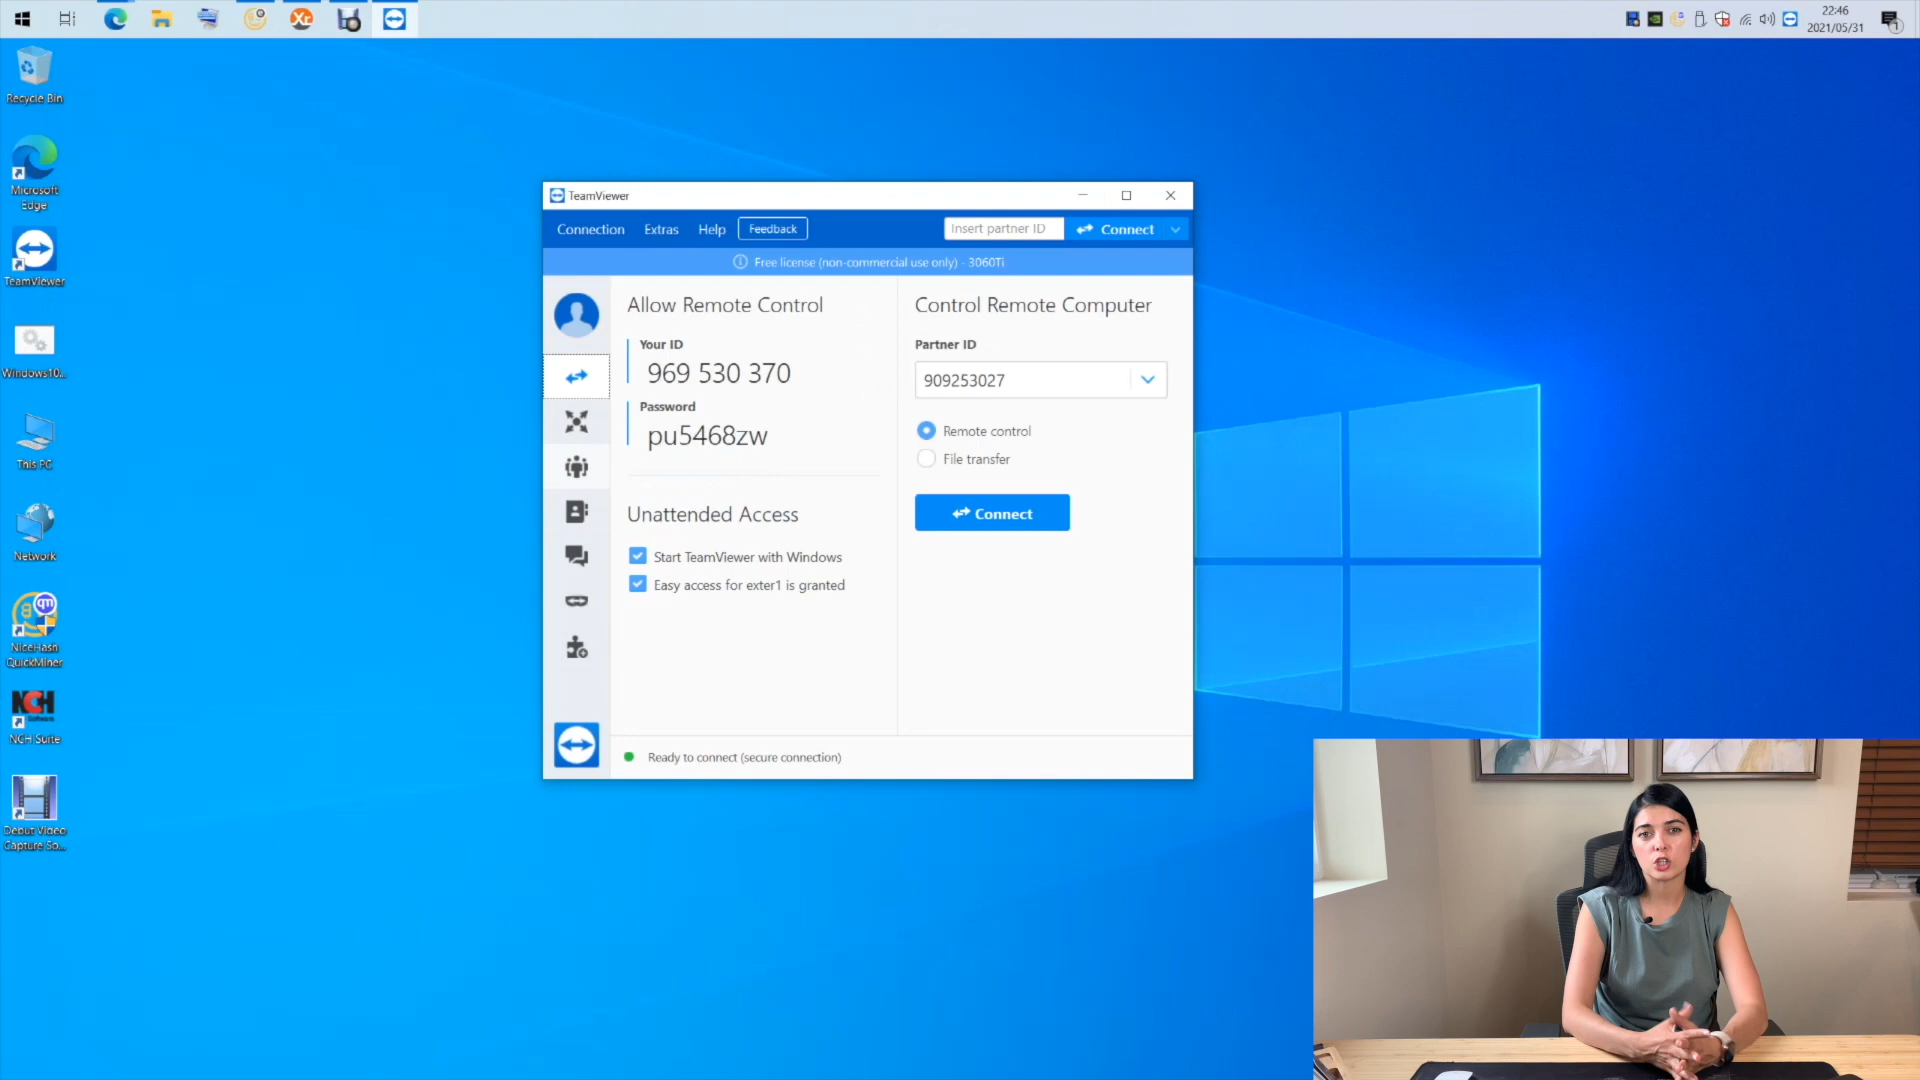 22:46
2021/05/31
1
Recycle Bin
Microsoft
Edge
TeamViewer
Windows10...
This PC
Network
NiceHash
QuickMiner
NCH
Software
NCH Suite
Debut Video
Capture So...
TeamViewer
Connection Extras Help Feedback Insert partner ID Connect
Free license (non-commercial use only) - 3060Ti
Allow Remote Control
Your ID
969 530 370
Password
pu5468zw
Unattended Access
Start TeamViewer with Windows
Easy access for exter1 is granted
Control Remote Computer
Partner ID
909253027
Remote control
File transfer
Connect
Ready to connect (secure connection)